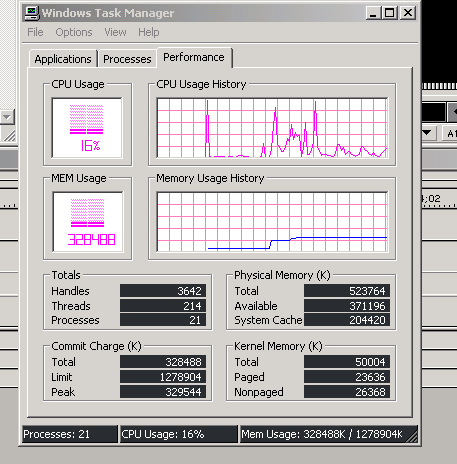 Windows Task Manager
File Options View Help
Applications Processes Performance
CPU Usage CPU Usage History
16%
MEM Usage Memory Usage History
328488
Totals Physical Memory (K)
Handles 3642 Total 523764
Threads 214 Available 371196
Processes 21 System Cache 204420
Commit Charge (K) Kernel Memory (K)
Total 328488 Total 50004
Limit 1278904 Paged 23636
Peak 329544 Nonpaged 26368
Processes: 21 CPU Usage: 16% Mem Usage: 328488K / 1278904K